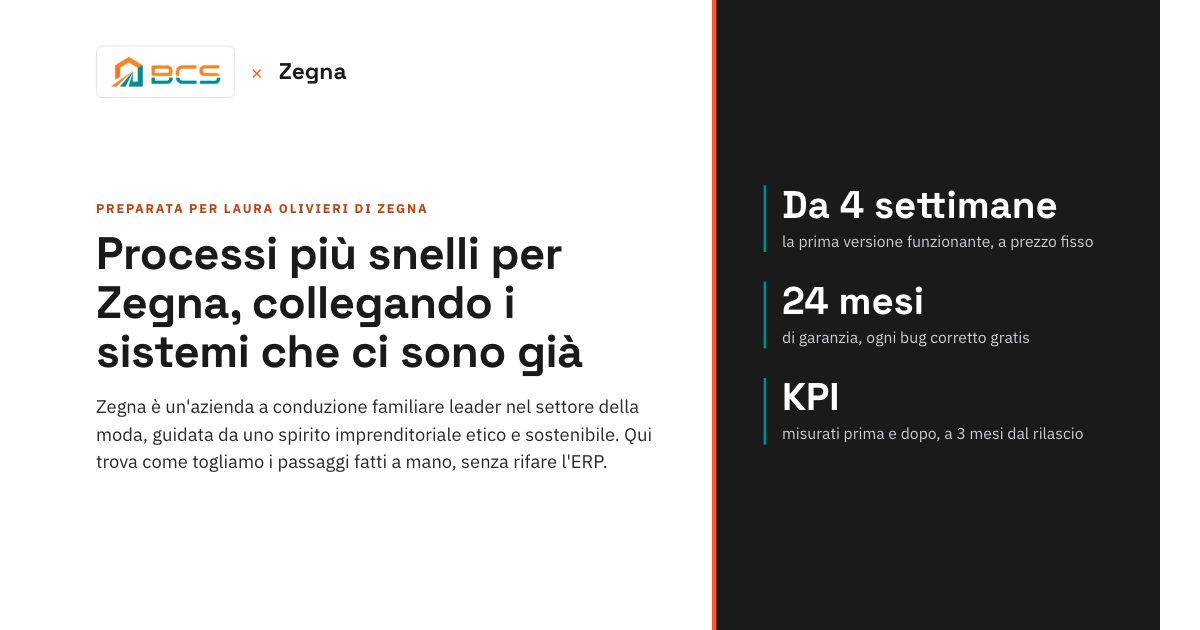 BCS × Zegna
PREPARATA PER LAURA OLIVIERI DI ZEGNA
Processi più snelli per
Zegna, collegando i
sistemi che ci sono già
Zegna è un'azienda a conduzione familiare leader nel settore della
moda, guidata da uno spirito imprenditoriale etico e sostenibile. Qui
trova come togliamo i passaggi fatti a mano, senza rifare l'ERP.
Da 4 settimane
la prima versione funzionante, a prezzo fisso
24 mesi
di garanzia, ogni bug corretto gratis
KPI
misurati prima e dopo, a 3 mesi dal rilascio